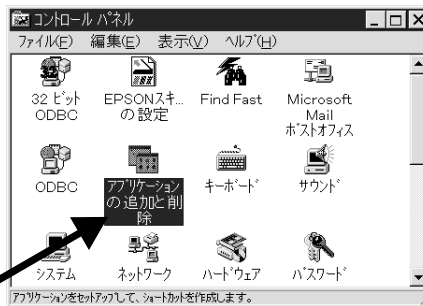 コントロール パネル
ファイル(F) 編集(E) 表示(V) ヘルプ(H)
32 ビット
ODBC
EPSONスキ...
の設定
Find Fast
Microsoft
Mail
ポストオフィス
ODBC
アプリケーション
の追加と削
除
キーボード
サウンド
システム
ネットワーク
ハードウェア
パスワード
アプリケーションをセットアップして、ショートカットを作成します。